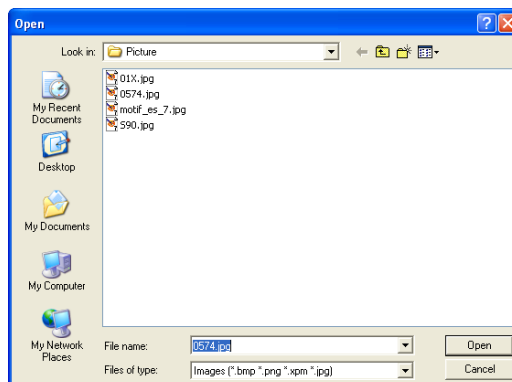 Open
Look in: Picture
01X.jpg
0574.jpg
motif_es_7.jpg
S90.jpg
My Recent
Documents
Desktop
My Documents
My Computer
My Network
Places
File name: 0574.jpg Open
Files of type: Images (*.bmp *.png *.xpm *.jpg) Cancel